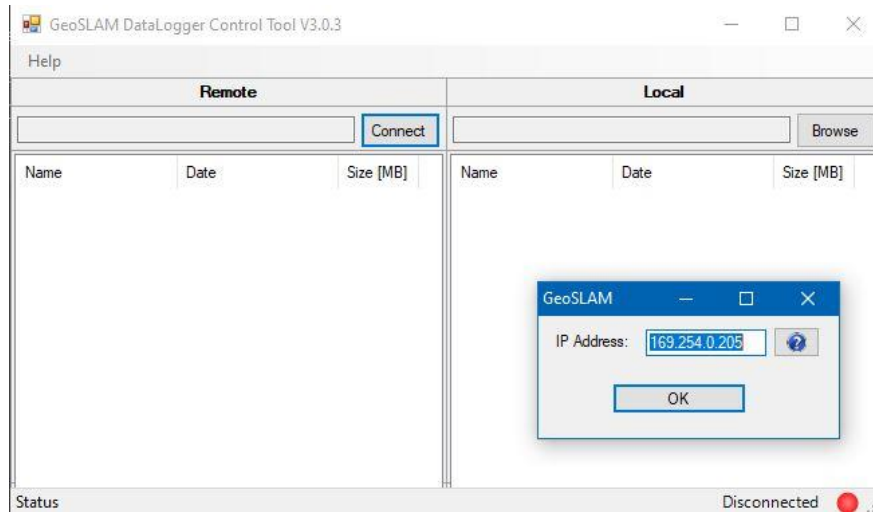 GeoSLAM DataLogger Control Tool V3.0.3
Help
Remote Local
Connect Browse
Name Date Size [MB] Name Date Size [MB]
GeoSLAM
IP Address: 169.254.0.205
OK
Status Disconnected